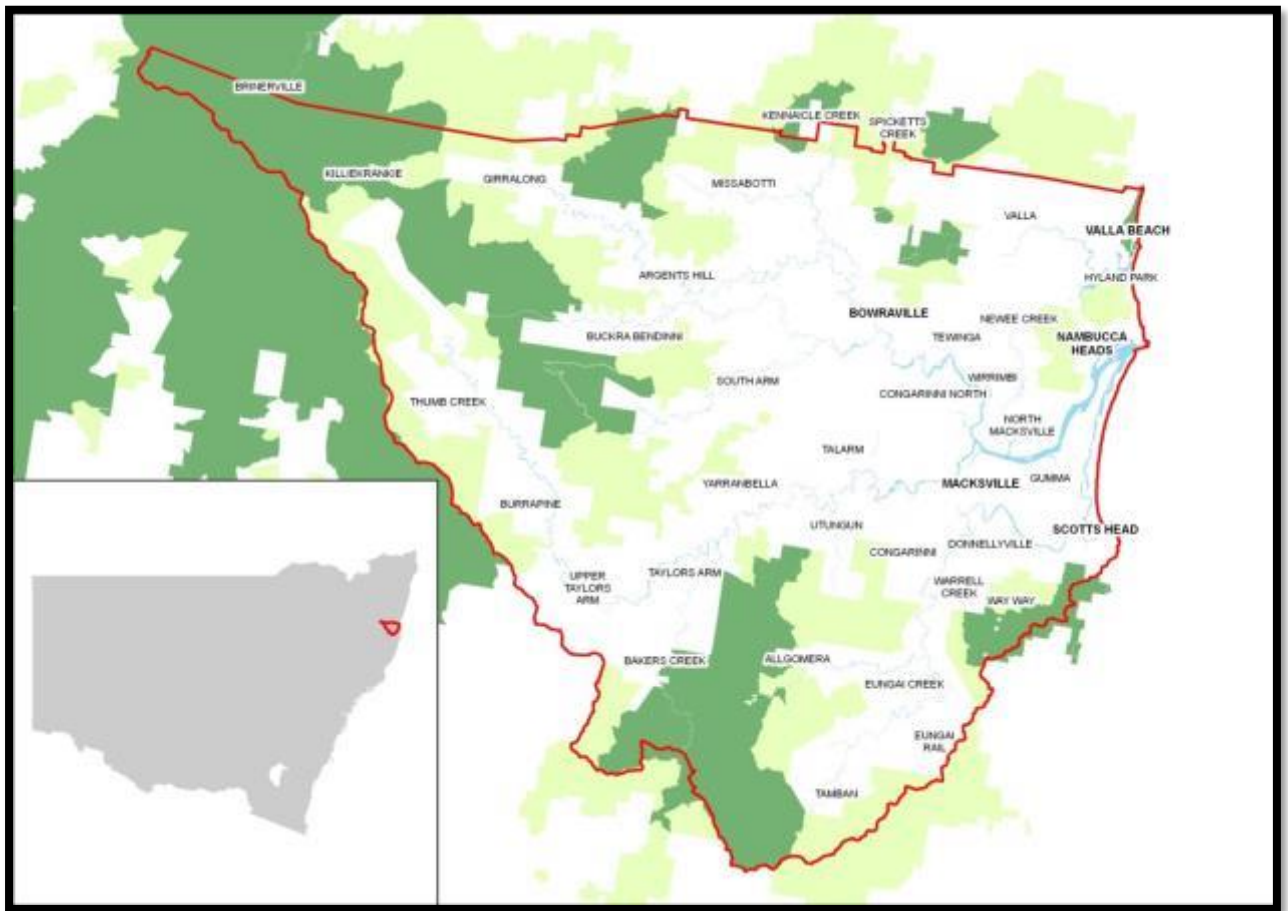 BRINERVILLE
KENNAICLE CREEK
SPICKETTS
CREEK
KILLIEKRANKIE
GIRRALONG
MISSABOTTI
VALLA
VALLA BEACH
ARGENTS HILL
HYLAND PARK
BOWRAVILLE
NEWEE CREEK
BUCKRA BENDINNI
TEWINGA
NAMBUCCA
HEADS
SOUTH ARM
WIRRIMBI
CONGARINNI NORTH
THUMB CREEK
NORTH
MACKSVILLE
TALARM
YARRANBELLA
MACKSVILLE
GUMMA
BURRAPINE
UTUNGUN
SCOTTS HEAD
CONGARINNI
DONNELLYVILLE
UPPER
TAYLORS
ARM
TAYLORS ARM
WARRELL
CREEK
WAY WAY
BAKERS CREEK
ALLGOMERA
EUNGAI CREEK
EUNGAI
RAIL
TAMBAN